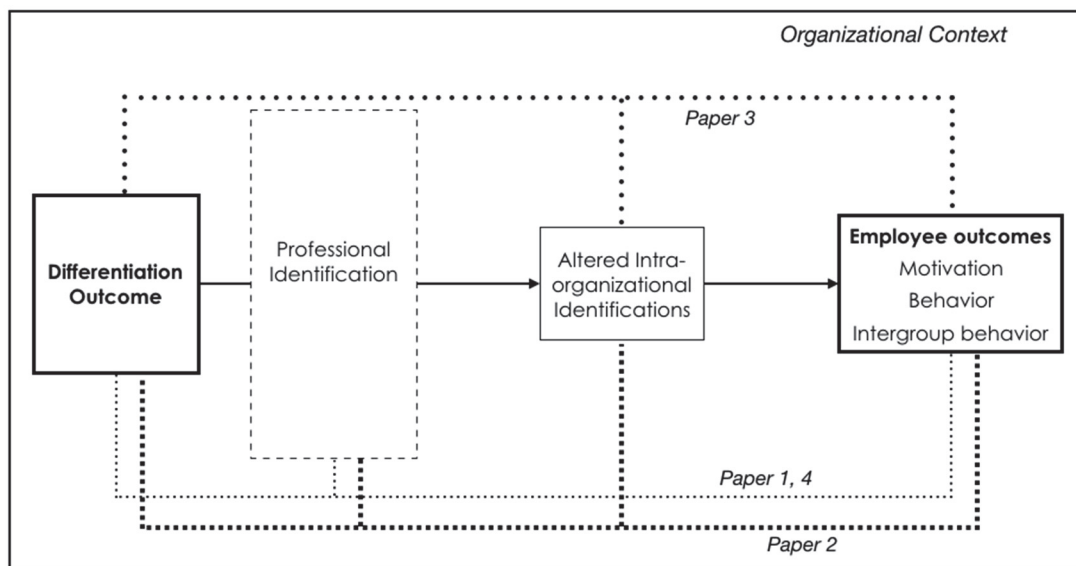 Organizational Context
Paper 3
Differentiation
Outcome
Professional
Identification
Altered Intra-
organizational
Identifications
Employee outcomes
Motivation
Behavior
Intergroup behavior
Paper 1, 4
Paper 2